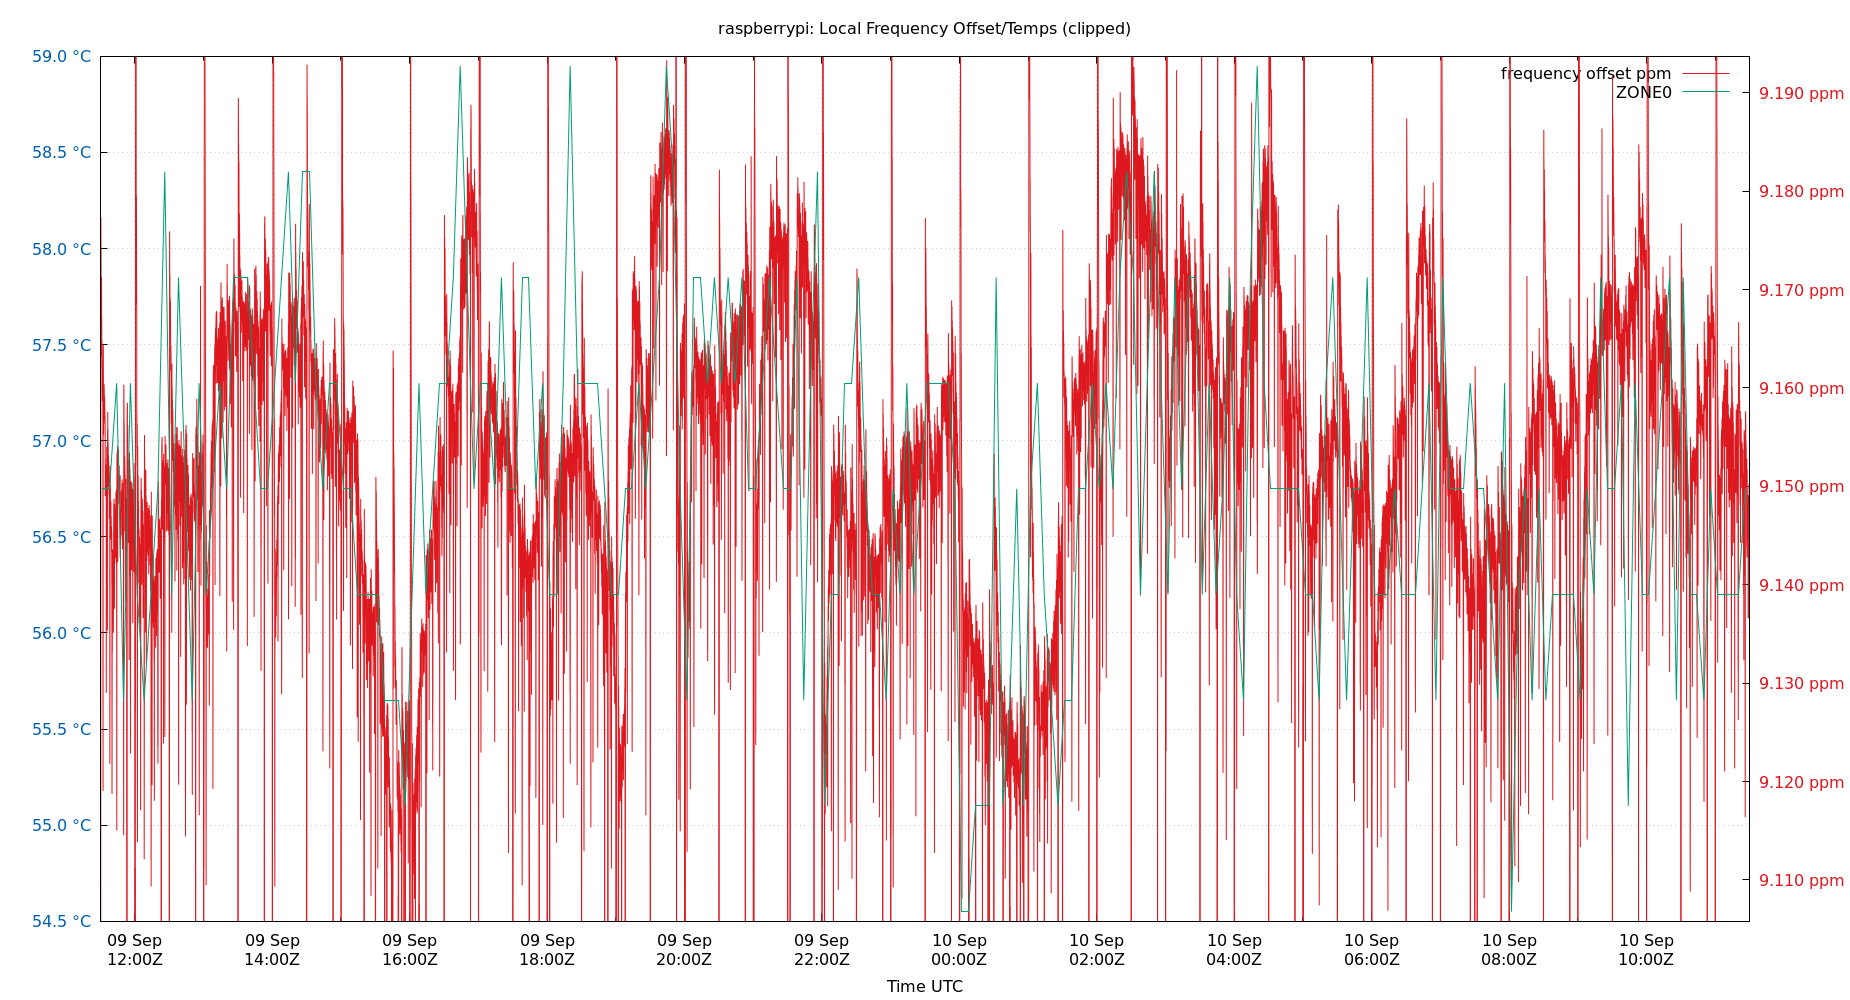 raspberrypi: Local Frequency Offset/Temps (clipped)
59.0 °C
58.5 °C
58.0 °C
57.5 °C
57.0 °C
56.5 °C
56.0 °C
55.5 °C
55.0 °C
54.5 °C
frequency offset ppm
ZONE0
9.190 ppm
9.180 ppm
9.170 ppm
9.160 ppm
9.150 ppm
9.140 ppm
9.130 ppm
9.120 ppm
9.110 ppm
09 Sep 09 Sep 09 Sep 09 Sep 09 Sep 09 Sep 10 Sep 10 Sep 10 Sep 10 Sep 10 Sep 10 Sep
12:00Z 14:00Z 16:00Z 18:00Z 20:00Z 22:00Z 00:00Z 02:00Z 04:00Z 06:00Z 08:00Z 10:00Z
Time UTC